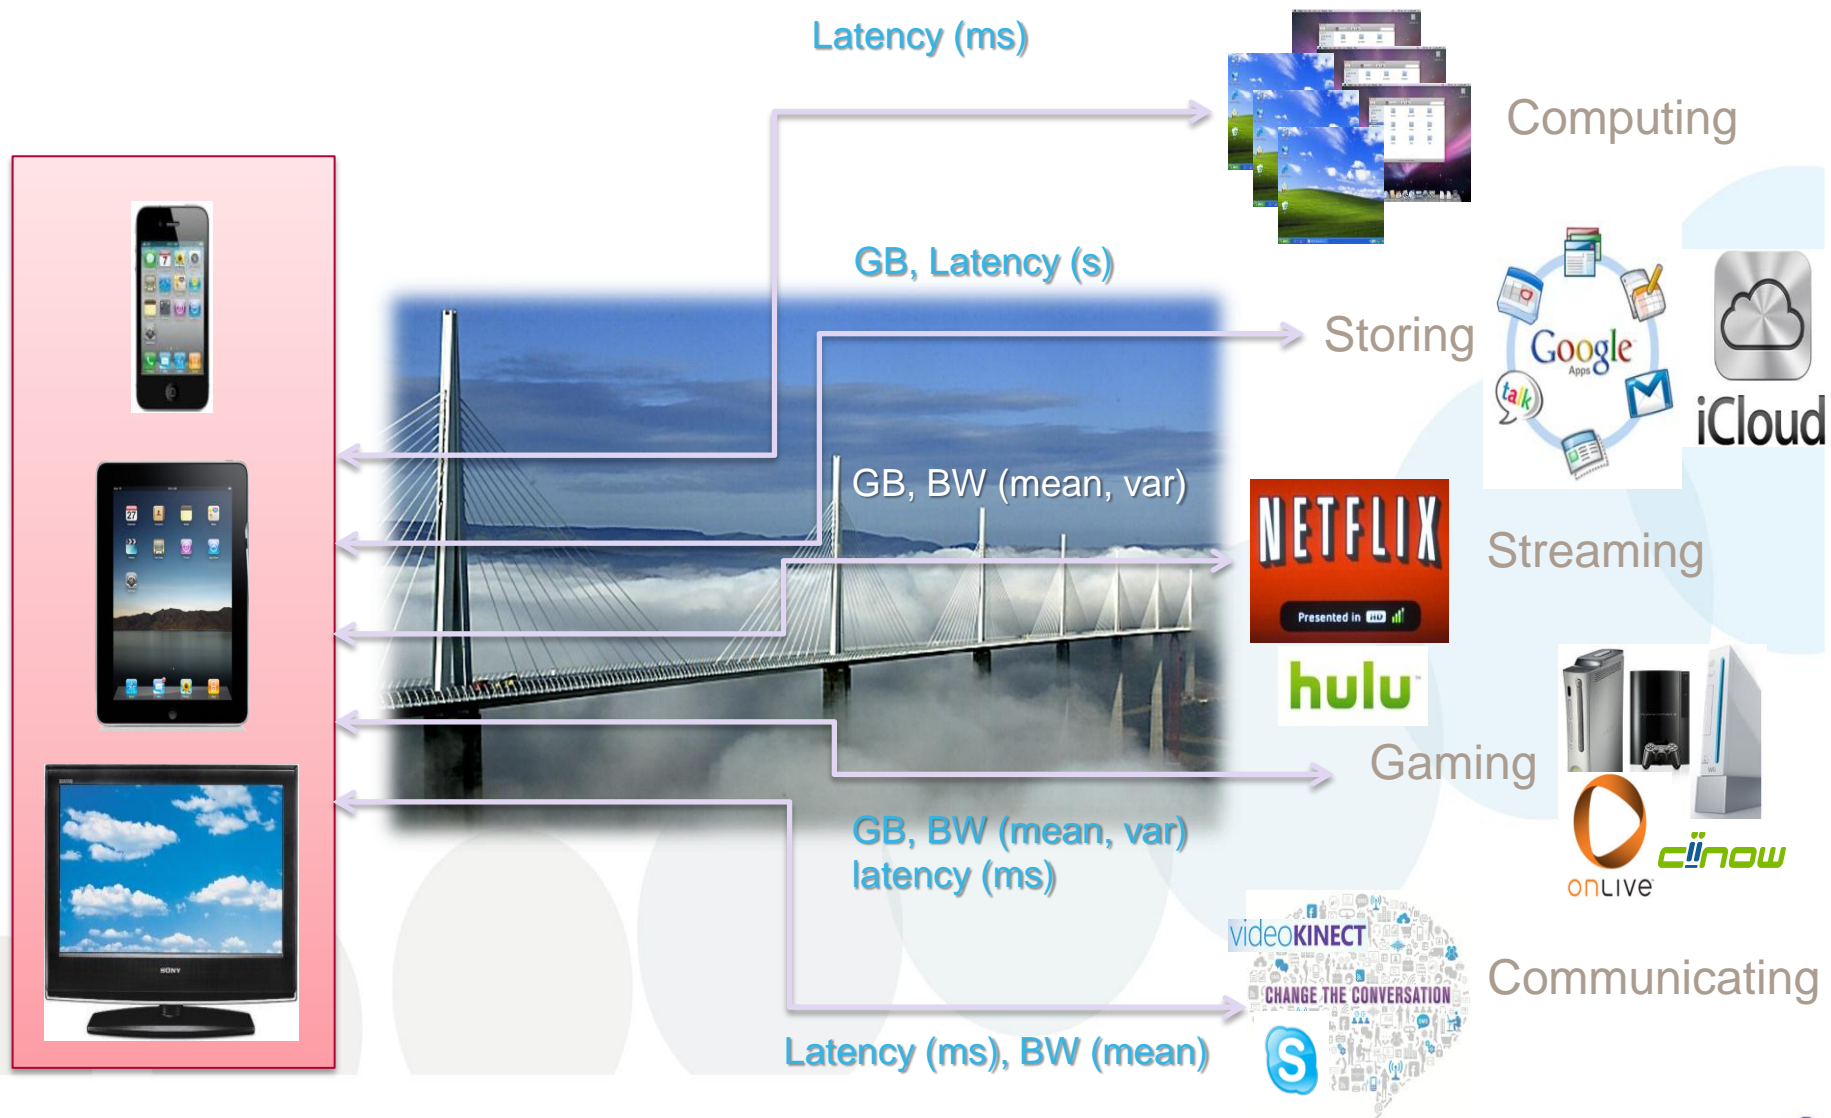 Latency (ms)
Computing
GB, Latency (s)
Storing
Google
Apps
talk
iCloud
GB, BW (mean, var)
NETFLIX
Presented in HD
Streaming
hulu
Gaming
Wii
GB, BW (mean, var)
latency (ms)
onLIVE
ciinow
videoKINECT
CHANGE THE CONVERSATION
Communicating
SONY
S
Latency (ms), BW (mean)